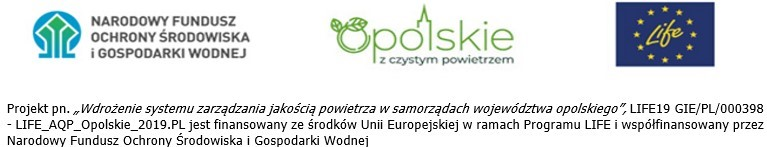 NARODOWY FUNDUSZ
OCHRONY ŚRODOWISKA
i GOSPODARKI WODNEJ
Opolskie
z czystym powietrzem
Life
Projekt pn. „Wdrożenie systemu zarządzania jakością powietrza w samorządach województwa opolskiego”, LIFE19 GIE/PL/000398
- LIFE_AQP_Opolskie_2019.PL jest finansowany ze środków Unii Europejskiej w ramach Programu LIFE i współfinansowany przez
Narodowy Fundusz Ochrony Środowiska i Gospodarki Wodnej